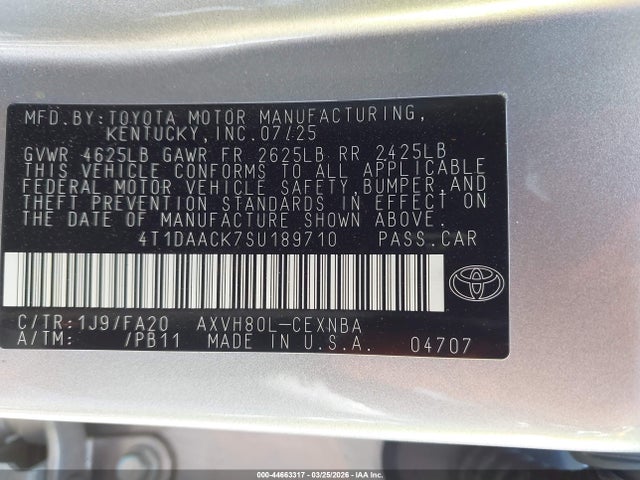 MFD.BY:TOYOTA MOTOR MANUFACTURING,
KENTUCKY,INC.07/25
GVWR 4625LB GAWR FR 2625LB RR 2425LB
THIS VEHICLE CONFORMS TO ALL APPLICABLE
FEDERAL MOTOR VEHICLE SAFETY,BUMPER,AND
THEFT PREVENTION STANDARDS IN EFFECT ON
THE DATE OF MANUFACTURE SHOWN ABOVE.
4T1DAACK7SU189710 PASS.CAR
C/TR:1J9/FA20 AXVH80L-CEXNBA
A/TM: /PB11 MADE IN U.S.A. 04707
000-44663317 | 03/25/2026 | IAA Inc.